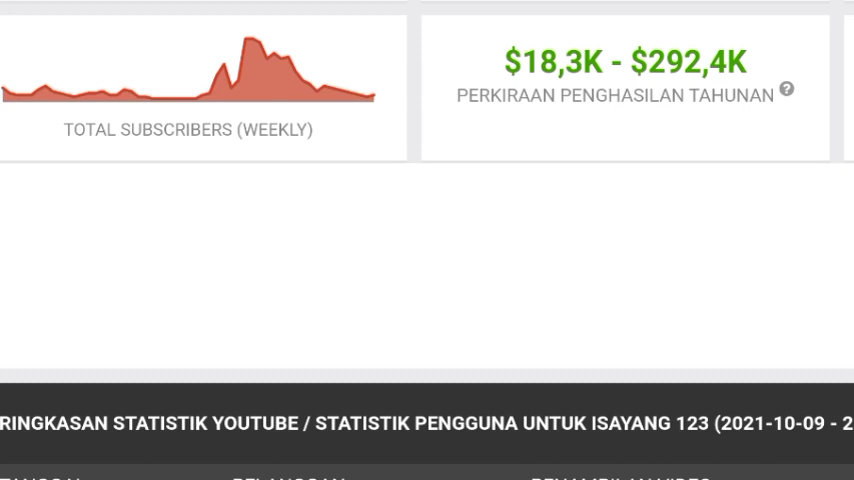 $18,3K - $292,4K
PERKIRAAN PENGHASILAN TAHUNAN ?
TOTAL SUBSCRIBERS (WEEKLY)
RINGKASAN STATISTIK YOUTUBE / STATISTIK PENGGUNA UNTUK ISAYANG 123 (2021-10-09 - 2